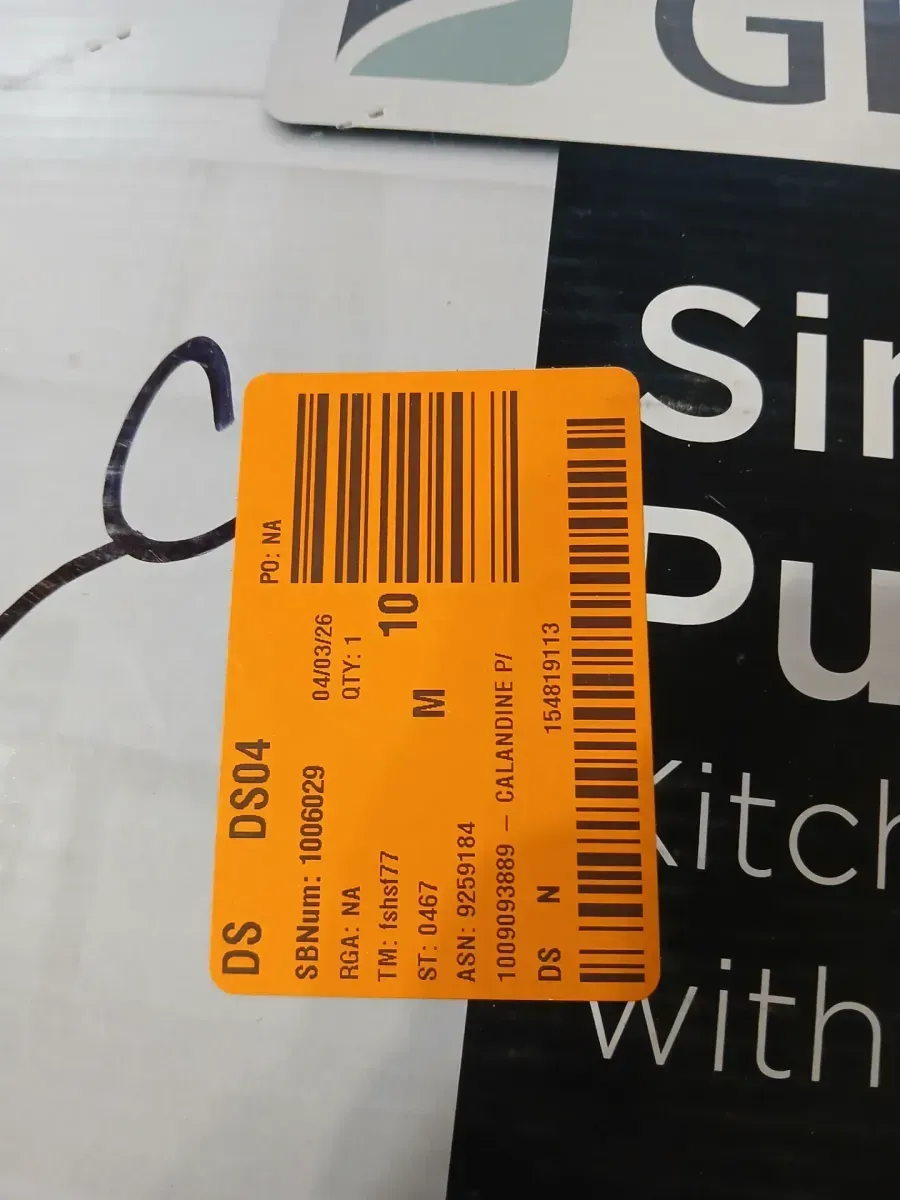 G
Sin
Pu
Kitch
with
DS DS04
SBNum: 1006029 04/03/26 PO: NA
RGA: NA QTY: 1
TM: fshsf77 10
ST: 0467 M
ASN: 9259184
1009093889 – CALANDINE P/
DS N 154819113